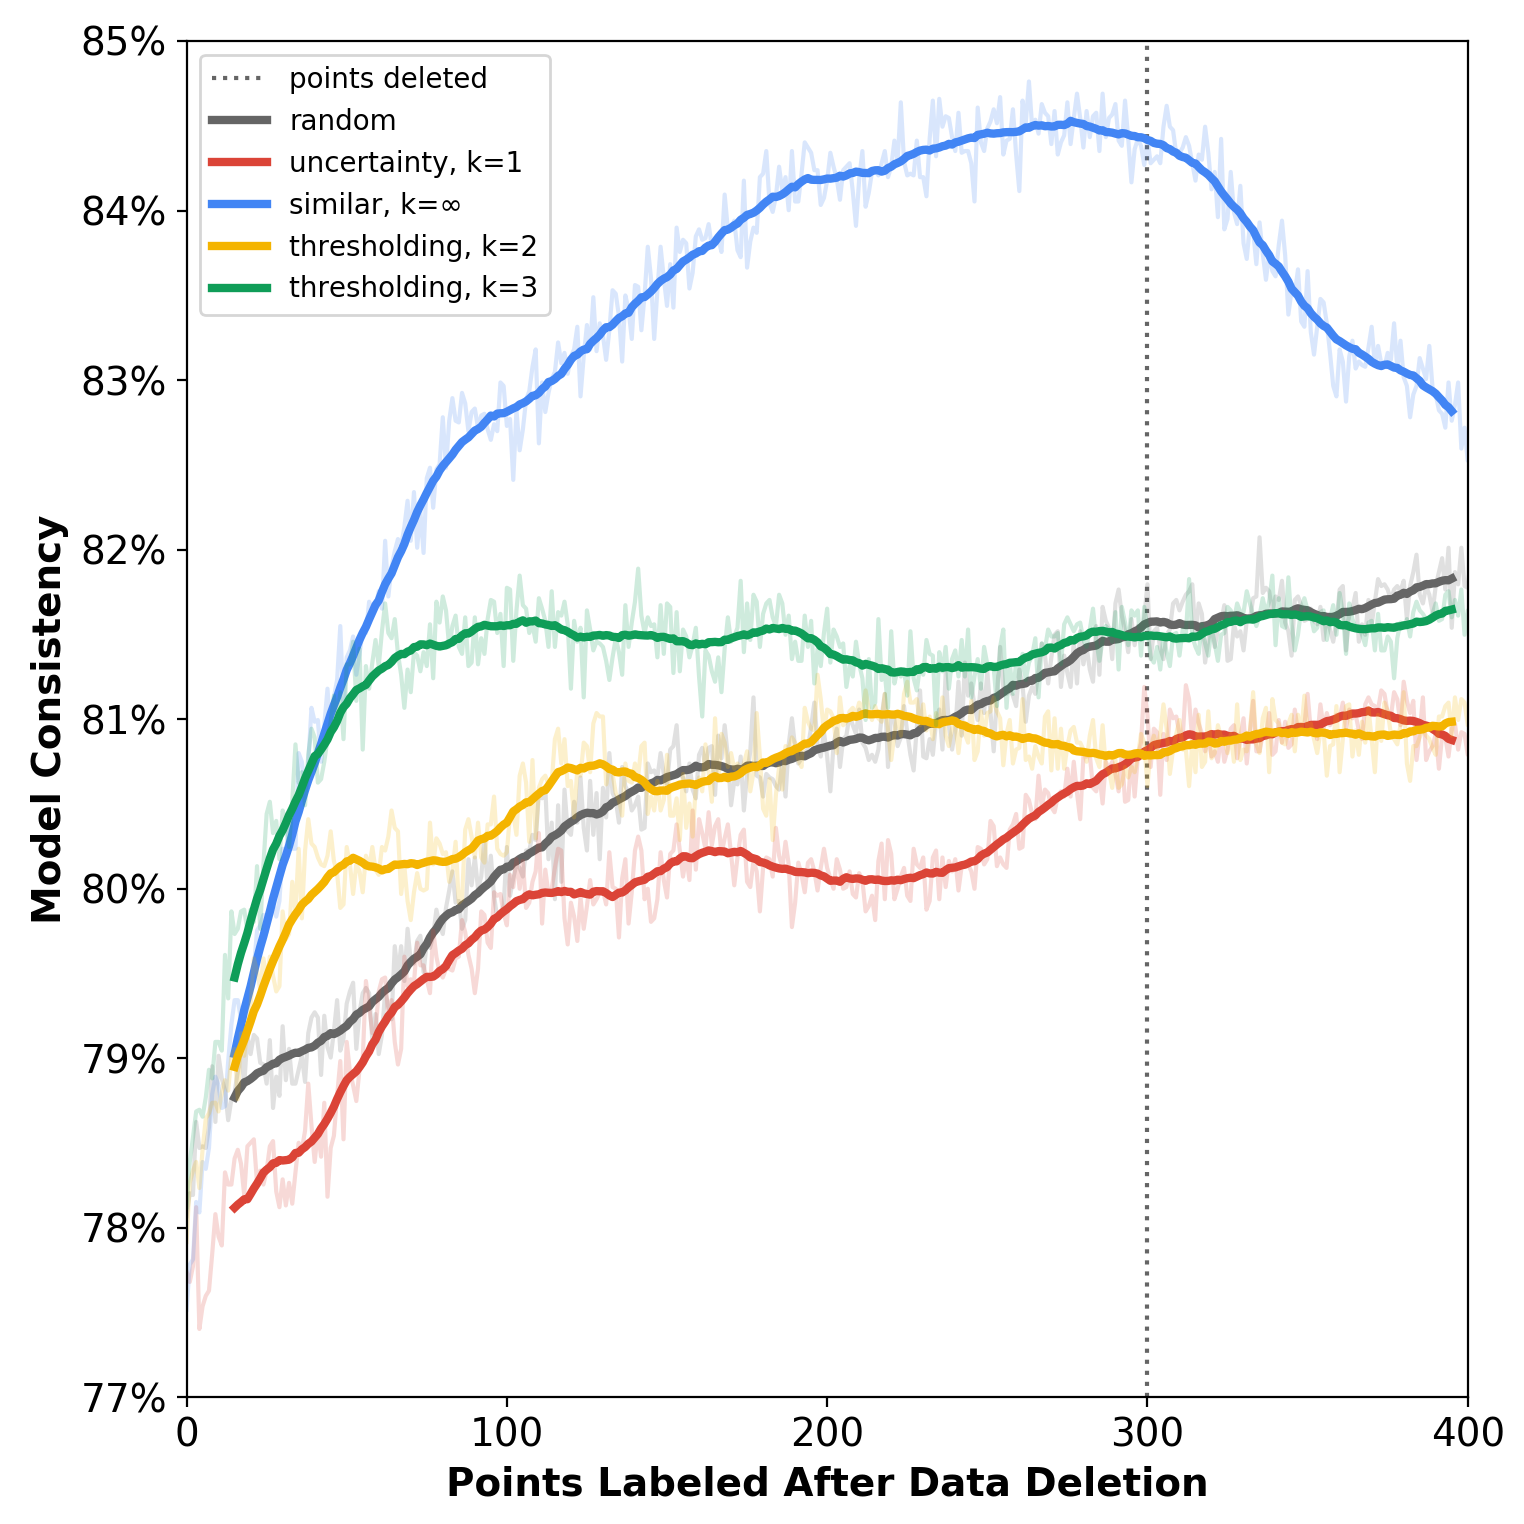 85%
84%
83%
82%
81%
80%
79%
78%
77%
Model Consistency
points deleted
random
uncertainty, k=1
similar, k=∞
thresholding, k=2
thresholding, k=3
0 100 200 300 400
Points Labeled After Data Deletion